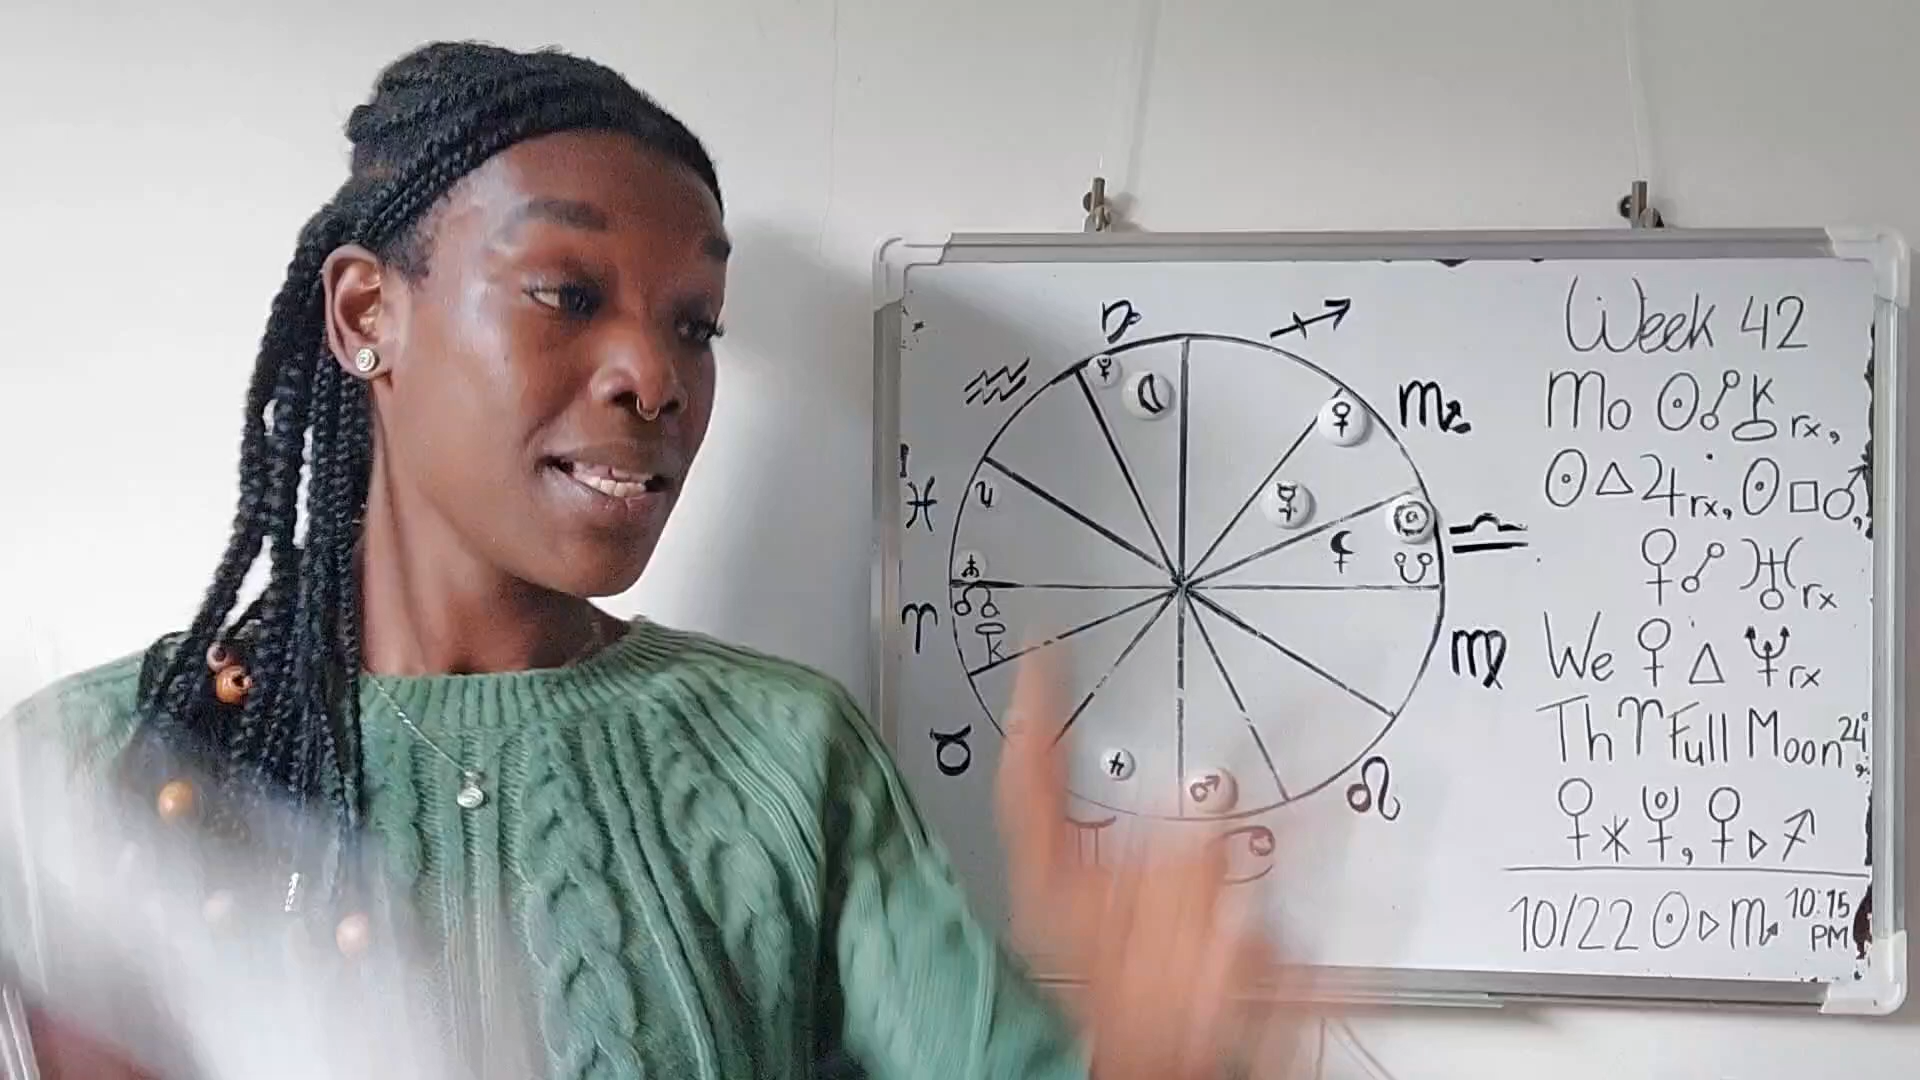 Week 42
Mo ☉☍⚷rx,
☉△♃rx, ☉□♂,
♀☍♅rx
We ♀△♆rx
Th ♈ Full Moon 24°,
♀⚹♇, ♀▷♐
10/22 ☉▷♏ 10:15 PM